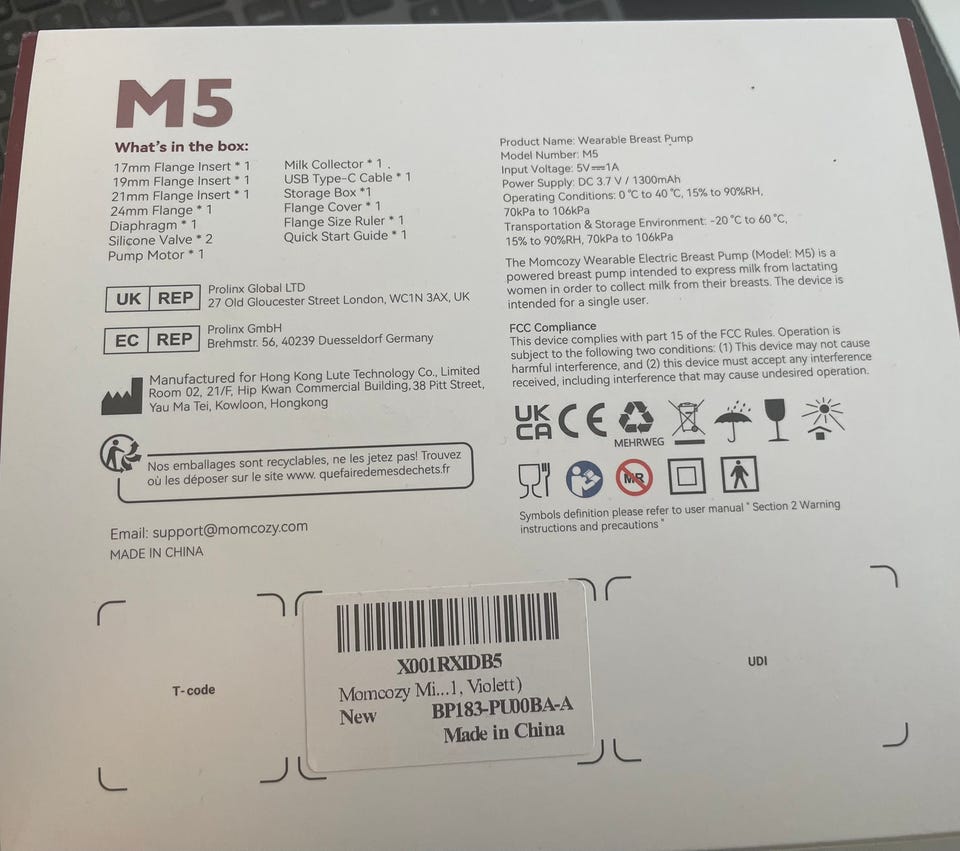 M5
What's in the box:
17mm Flange Insert * 1
19mm Flange Insert * 1
21mm Flange Insert * 1
24mm Flange * 1
Diaphragm * 1
Silicone Valve * 2
Pump Motor * 1
Milk Collector * 1
USB Type-C Cable * 1
Storage Box *1
Flange Cover * 1
Flange Size Ruler * 1
Quick Start Guide * 1
UK REP
Prolinx Global LTD
27 Old Gloucester Street London, WC1N 3AX, UK
EC REP
Prolinx GmbH
Brehmstr. 56, 40239 Duesseldorf Germany
Manufactured for Hong Kong Lute Technology Co., Limited
Room 02, 21/F, Hip Kwan Commercial Building, 38 Pitt Street,
Yau Ma Tei, Kowloon, Hongkong
Nos emballages sont recyclables, ne les jetez pas! Trouvez
où les déposer sur le site www. quefairedemesdechets.fr
Email: support@momcozy.com
MADE IN CHINA
Product Name: Wearable Breast Pump
Model Number: M5
Input Voltage: 5V⎓1A
Power Supply: DC 3.7 V / 1300mAh
Operating Conditions: 0 °C to 40 °C, 15% to 90%RH,
70kPa to 106kPa
Transportation & Storage Environment: -20 °C to 60 °C,
15% to 90%RH, 70kPa to 106kPa
The Momcozy Wearable Electric Breast Pump (Model: M5) is a
powered breast pump intended to express milk from lactating
women in order to collect milk from their breasts. The device is
intended for a single user.
FCC Compliance
This device complies with part 15 of the FCC Rules. Operation is
subject to the following two conditions: (1) This device may not cause
harmful interference, and (2) this device must accept any interference
received, including interference that may cause undesired operation.
UK
CA CE
MEHRWEG
MR
Symbols definition please refer to user manual " Section 2 Warning
instructions and precautions "
T-code
X001RXIDB5
Momcozy Mi...1, Violett)
New BP183-PU00BA-A
Made in China
UDI